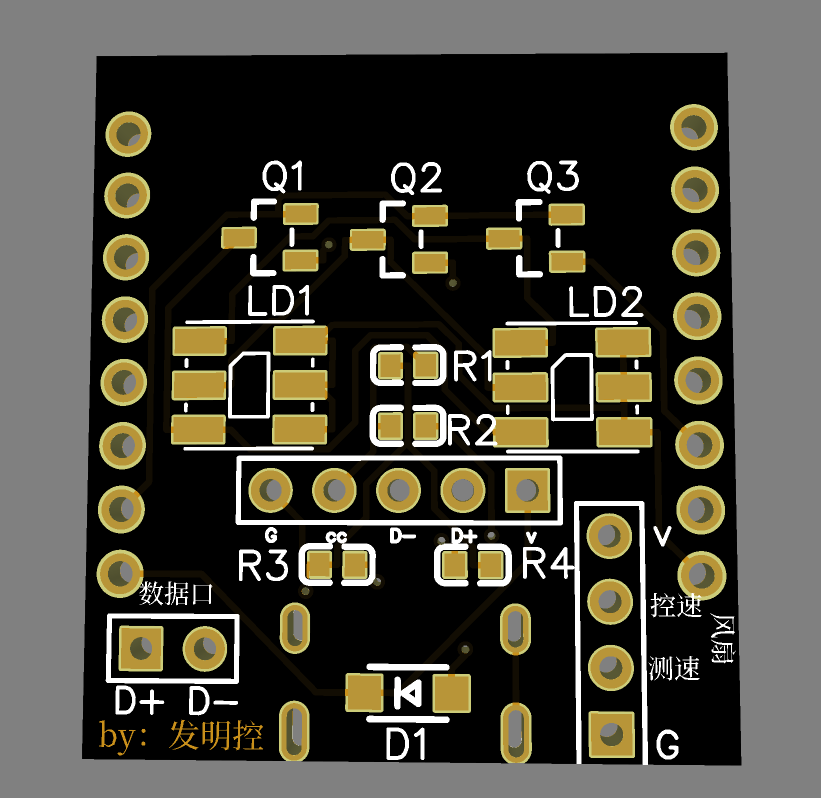 Q1 Q2 Q3
LD1 LD2
R1
R2
G cc D- D+ v
R3 R4
V
控速
风扇
测速
G
数据口
D+ D-
by: 发明控
D1